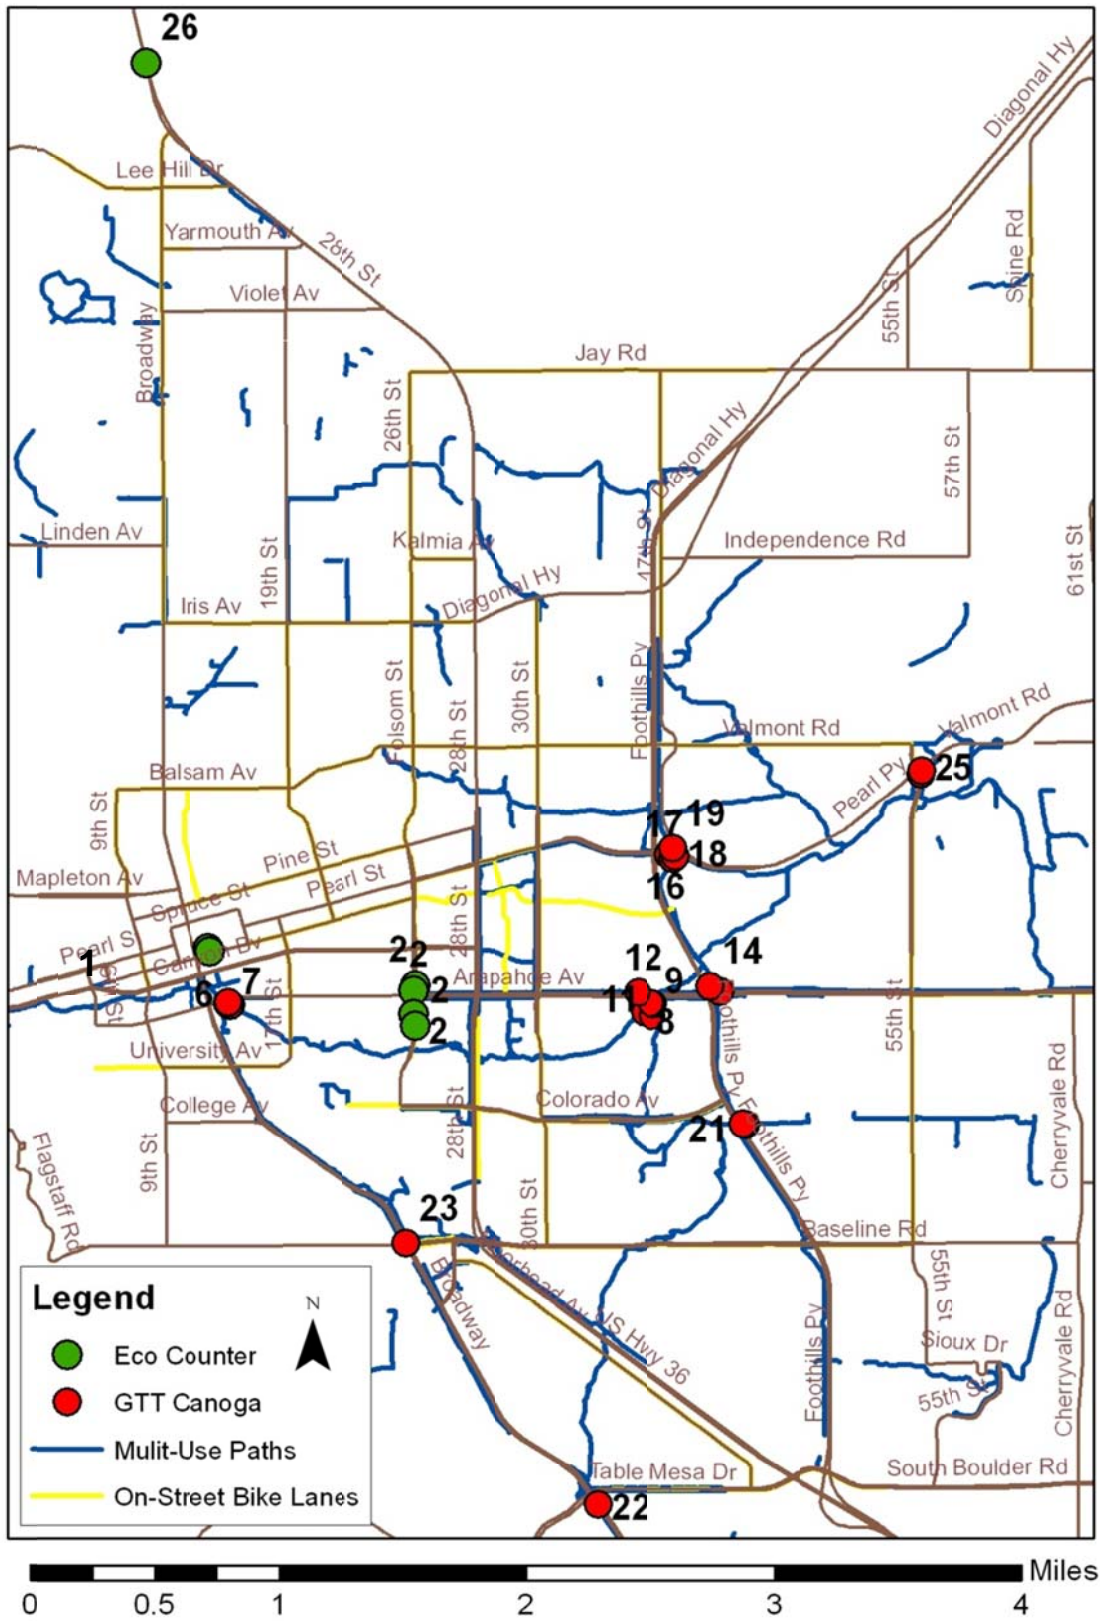 26
Diagonal Hy
Lee Hill Dr
Yarmouth Av
28th St
Spine Rd
Violet Av
55th St
Broadway
Jay Rd
26th St
Diagonal Hy
57th St
Linden Av
Kalmia Av
47th St
Independence Rd
19th St
61st St
Iris Av
Diagonal Hy
Folsom St
28th St
30th St
Foothills Py
Valmont Rd
Valmont Rd
Balsam Av
Pearl Py
25
9th St
17
19
18
16
Pine St
Mapleton Av
Pearl St
Spruce St
28th St
Pearl S
Canyon Bv
1
22
2
Arapahoe Av
12
9
14
11
8
6
7
17th St
2
55th St
University Av
Foothills Py
College Av
Colorado Av
28th St
21
Foothills Py
Cherryvale Rd
Flagstaff Rd
9th St
23
30th St
Baseline Rd
Broadway
Moorhead Av
US Hwy 36
55th St
Sioux Dr
55th St
Foothills Py
Cherryvale Rd
Table Mesa Dr
South Boulder Rd
22
Legend
N
Eco Counter
GTT Canoga
Mulit-Use Paths
On-Street Bike Lanes
Miles
0 0.5 1 2 3 4